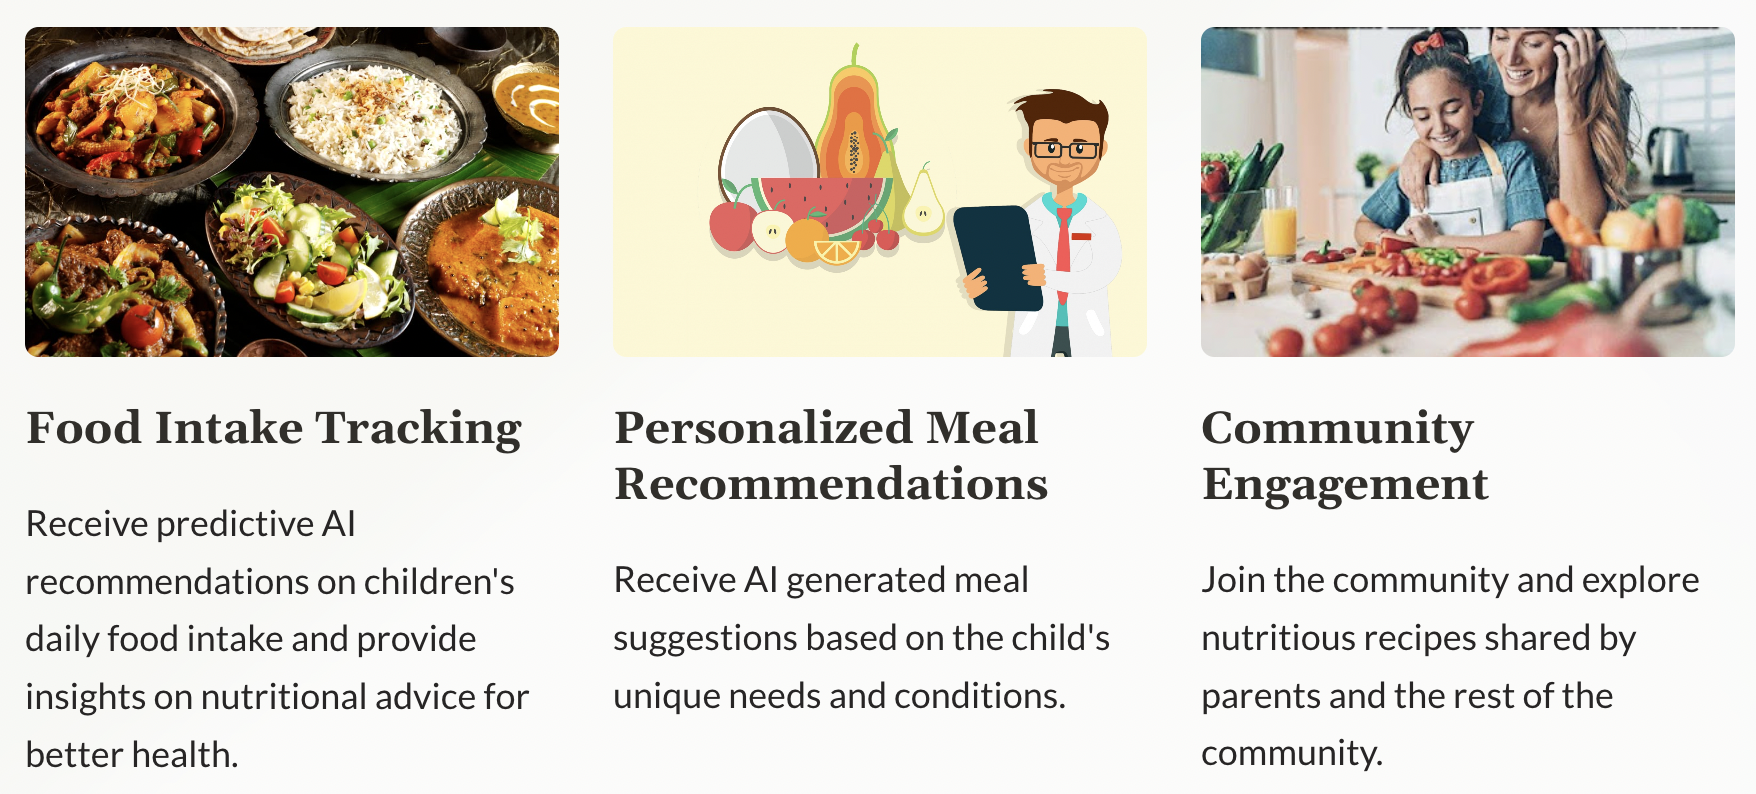 Food Intake Tracking
Receive predictive AI
recommendations on children's
daily food intake and provide
insights on nutritional advice for
better health.
Personalized Meal
Recommendations
Receive AI generated meal
suggestions based on the child's
unique needs and conditions.
Community
Engagement
Join the community and explore
nutritious recipes shared by
parents and the rest of the
community.